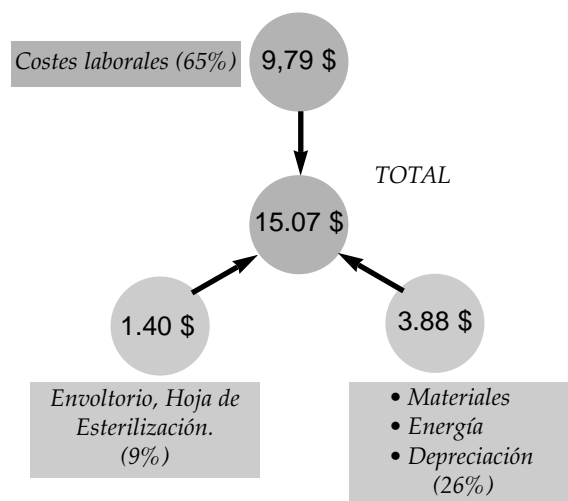 Costes laborales (65%)
9,79 $
TOTAL
15.07 $
1.40 $
3.88 $
Envoltorio, Hoja de
Esterilización.
(9%)
• Materiales
• Energía
• Depreciación
(26%)